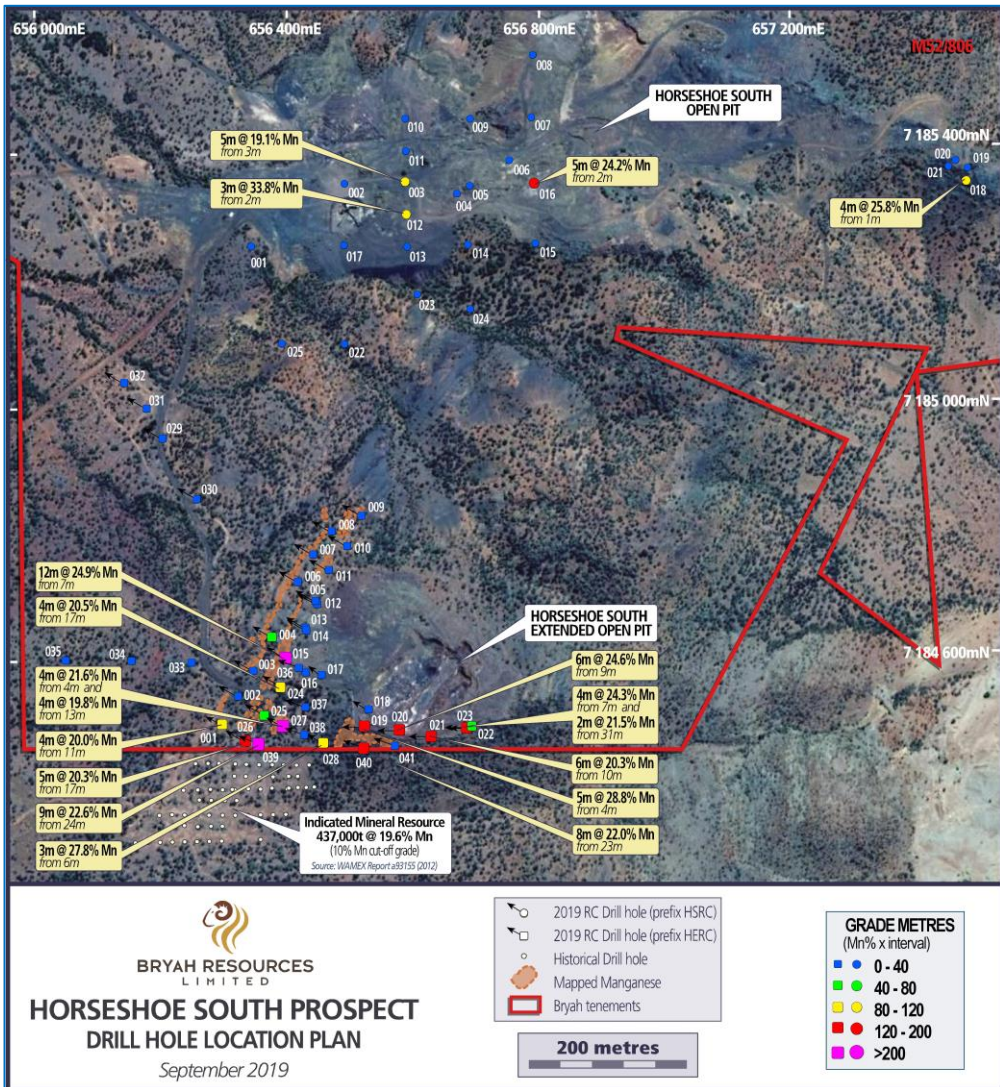 656 000mE
656 400mE
656 800mE
657 200mE
M52/806
008
HORSESHOE SOUTH
OPEN PIT
010
009
007
7 185 400mN
5m @ 19.1% Mn
from 3m
011
006
5m @ 24.2% Mn
from 2m
020
019
021
018
002
003
005
004
016
3m @ 33.8% Mn
from 2m
012
4m @ 25.8% Mn
from 1m
001
017
013
014
015
023
024
025
022
032
031
7 185 000mN
029
030
009
008
010
007
011
006
005
012
013
014
12m @ 24.9% Mn
from 7m
4m @ 20.5% Mn
from 17m
HORSESHOE SOUTH
EXTENDED OPEN PIT
004
015
035
034
033
003
036
016
017
7 184 600mN
6m @ 24.6% Mn
from 9m
4m @ 21.6% Mn
from 4m and
4m @ 19.8% Mn
from 13m
024
002
037
018
4m @ 24.3% Mn
from 7m and
2m @ 21.5% Mn
from 31m
025
027
019
020
021
023
022
001
026
038
039
028
040
041
4m @ 20.0% Mn
from 11m
6m @ 20.3% Mn
from 10m
5m @ 20.3% Mn
from 17m
5m @ 28.8% Mn
from 4m
9m @ 22.6% Mn
from 24m
8m @ 22.0% Mn
from 23m
3m @ 27.8% Mn
from 6m
Indicated Mineral Resource
437,000t @ 19.6% Mn
(10% Mn cut-off grade)
Source: WAMEX Report a93155 (2012)
BRYAH RESOURCES
LIMITED
HORSESHOE SOUTH PROSPECT
DRILL HOLE LOCATION PLAN
September 2019
2019 RC Drill hole (prefix HSRC)
2019 RC Drill hole (prefix HERC)
Historical Drill hole
Mapped Manganese
Bryah tenements
200 metres
GRADE METRES
(Mn% x interval)
0 - 40
40 - 80
80 - 120
120 - 200
>200